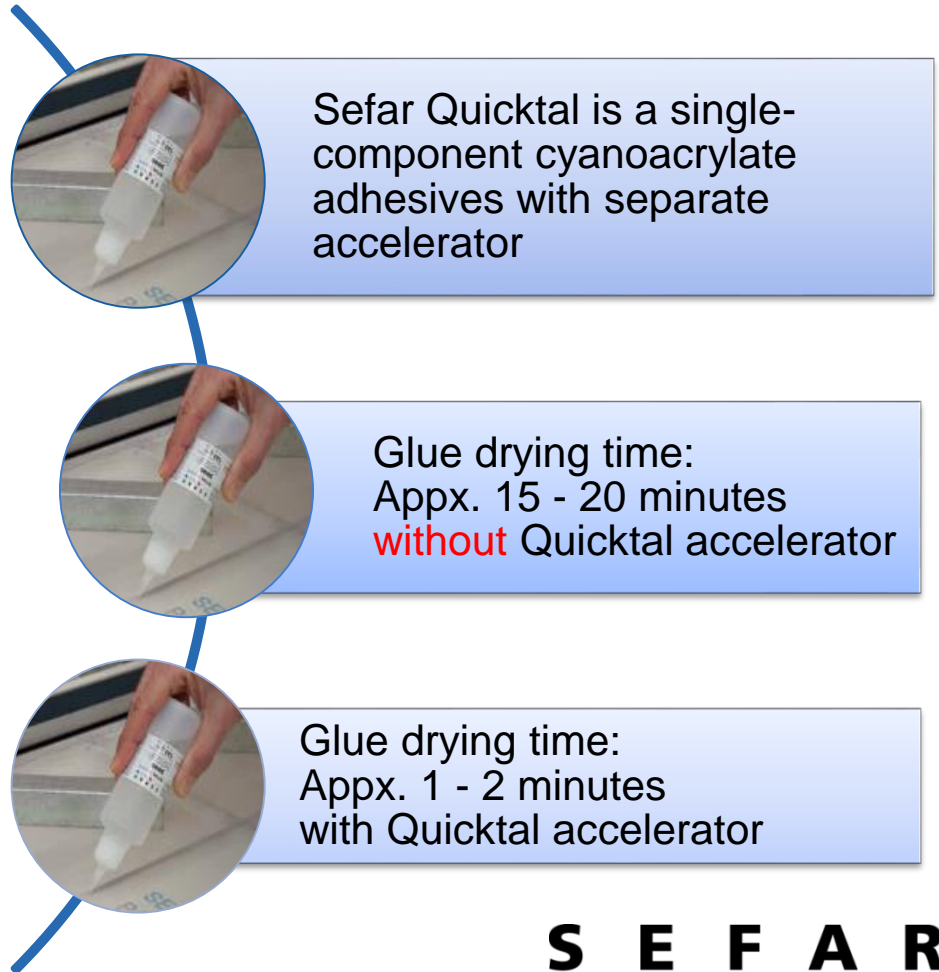 Sefar Quicktal is a single-
component cyanoacrylate
adhesives with separate
accelerator
Glue drying time:
Appx. 15 - 20 minutes
without Quicktal accelerator
Glue drying time:
Appx. 1 - 2 minutes
with Quicktal accelerator
SEFAR